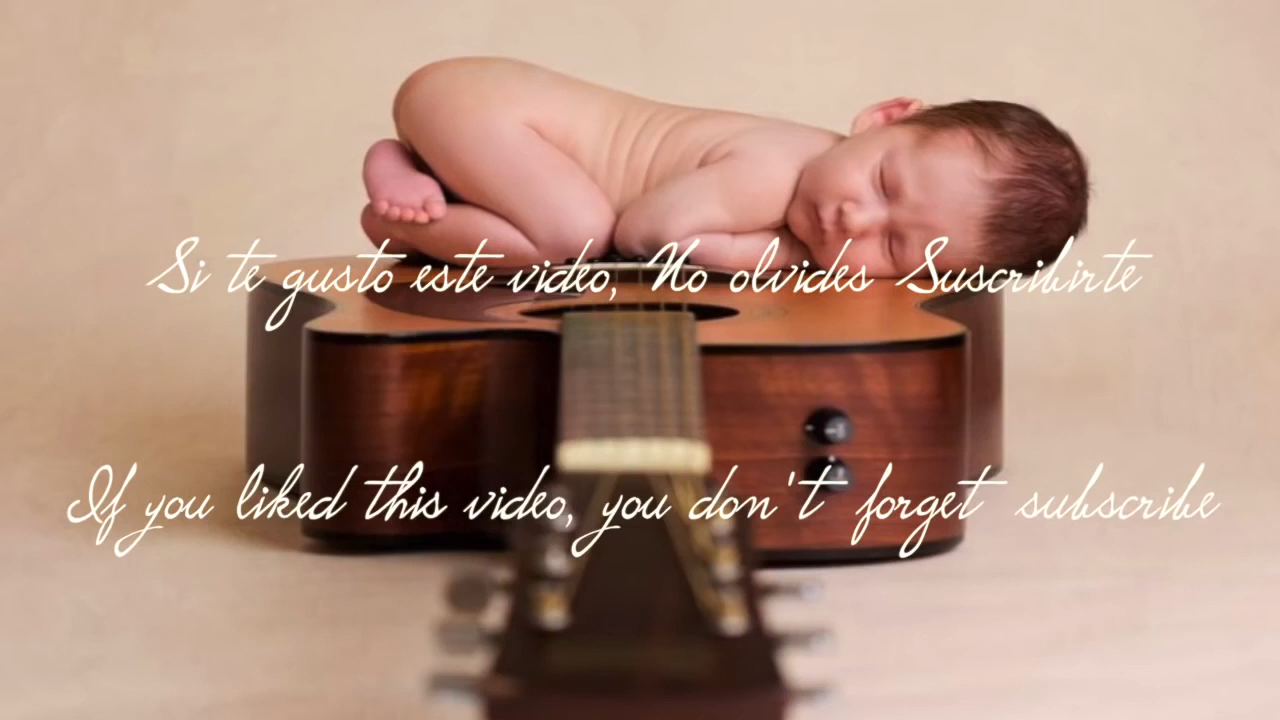 Si te gusto este video, No olvides Suscribirte
If you liked this video, you don't forget subscribe